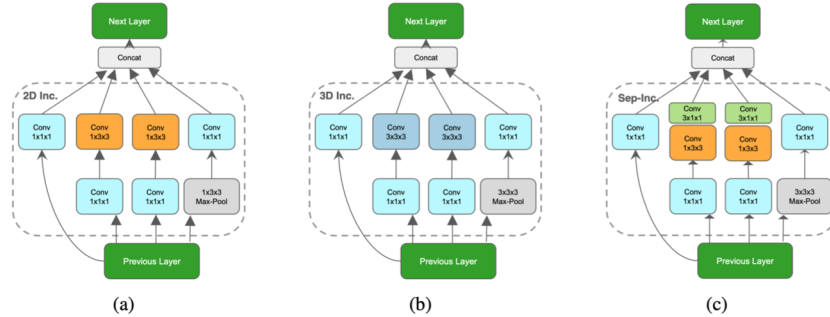 Next Layer
Concat
2D Inc.
Conv
1x1x1
Conv
1x3x3
Conv
1x3x3
Conv
1x1x1
Conv
1x1x1
Conv
1x1x1
1x3x3
Max-Pool
Previous Layer
(a)
Next Layer
Concat
3D Inc.
Conv
1x1x1
Conv
3x3x3
Conv
3x3x3
Conv
1x1x1
Conv
1x1x1
Conv
1x1x1
3x3x3
Max-Pool
Previous Layer
(b)
Next Layer
Concat
Sep-Inc.
Conv
1x1x1
Conv
3x1x1
Conv
1x3x3
Conv
3x1x1
Conv
1x3x3
Conv
1x1x1
Conv
1x1x1
Conv
1x1x1
3x3x3
Max-Pool
Previous Layer
(c)